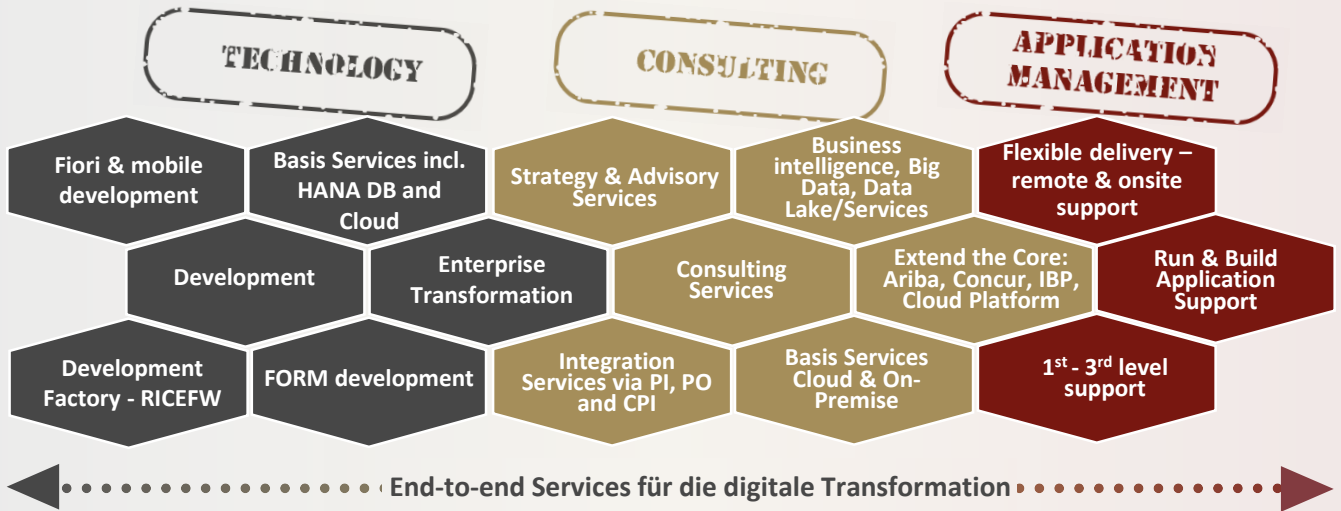 TECHNOLOGY
CONSULTING
APPLICATION
MANAGEMENT
Fiori & mobile
development
Basis Services incl.
HANA DB and
Cloud
Strategy & Advisory
Services
Business
intelligence, Big
Data, Data
Lake/Services
Flexible delivery –
remote & onsite
support
Development
Enterprise
Transformation
Consulting
Services
Extend the Core:
Ariba, Concur, IBP,
Cloud Platform
Run & Build
Application
Support
Development
Factory - RICEFW
FORM development
Integration
Services via PI, PO
and CPI
Basis Services
Cloud & On-
Premise
1st - 3rd level
support
End-to-end Services für die digitale Transformation